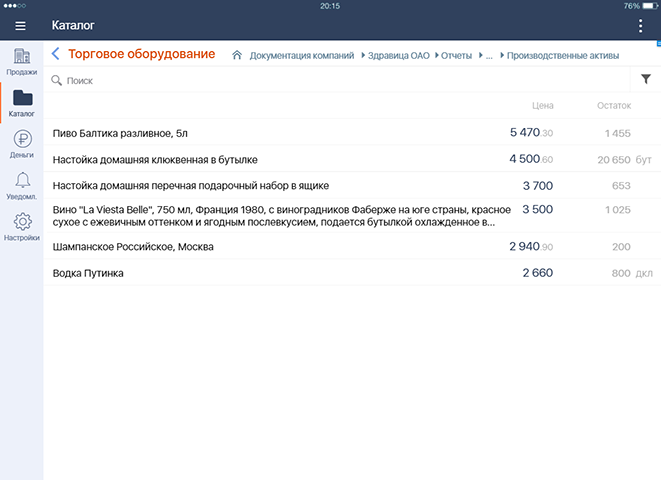 20:15 76%
Каталог
Торговое оборудование Документация компаний Здравица ОАО Отчеты ... Производственные активы
Продажи
Поиск
Каталог
Цена Остаток
Пиво Балтика разливное, 5л 5 470.30 1 455
Деньги
Настойка домашняя клюквенная в бутылке 4 500.60 20 650 бут
Настойка домашняя перечная подарочный набор в ящике 3 700 653
Уведомл.
Вино "La Viesta Belle", 750 мл, Франция 1980, с виноградников Фаберже на юге страны, красное 3 500 1 025
сухое с ежевичным оттенком и ягодным послевкусием, подается бутылкой охлажденное в...
Настройки
Шампанское Российское, Москва 2 940.90 200
Водка Путинка 2 660 800 дкл